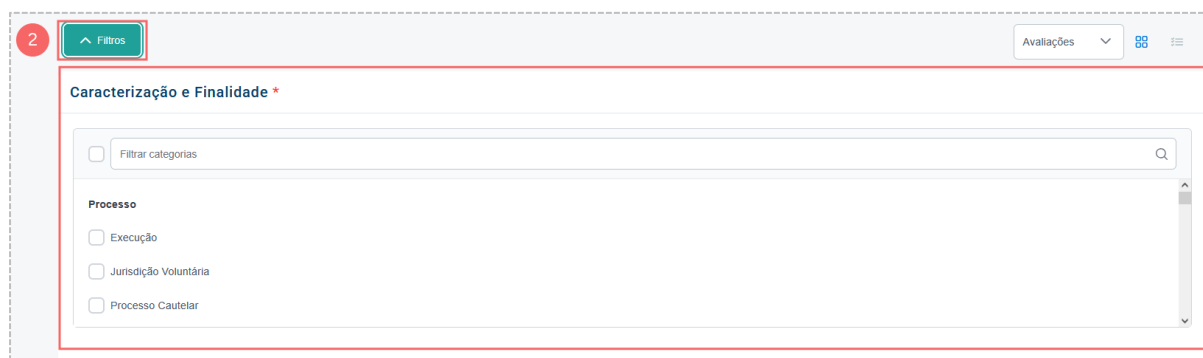 2
Filtros
Avaliações
Caracterização e Finalidade *
Filtrar categorias
Processo
Execução
Jurisdição Voluntária
Processo Cautelar